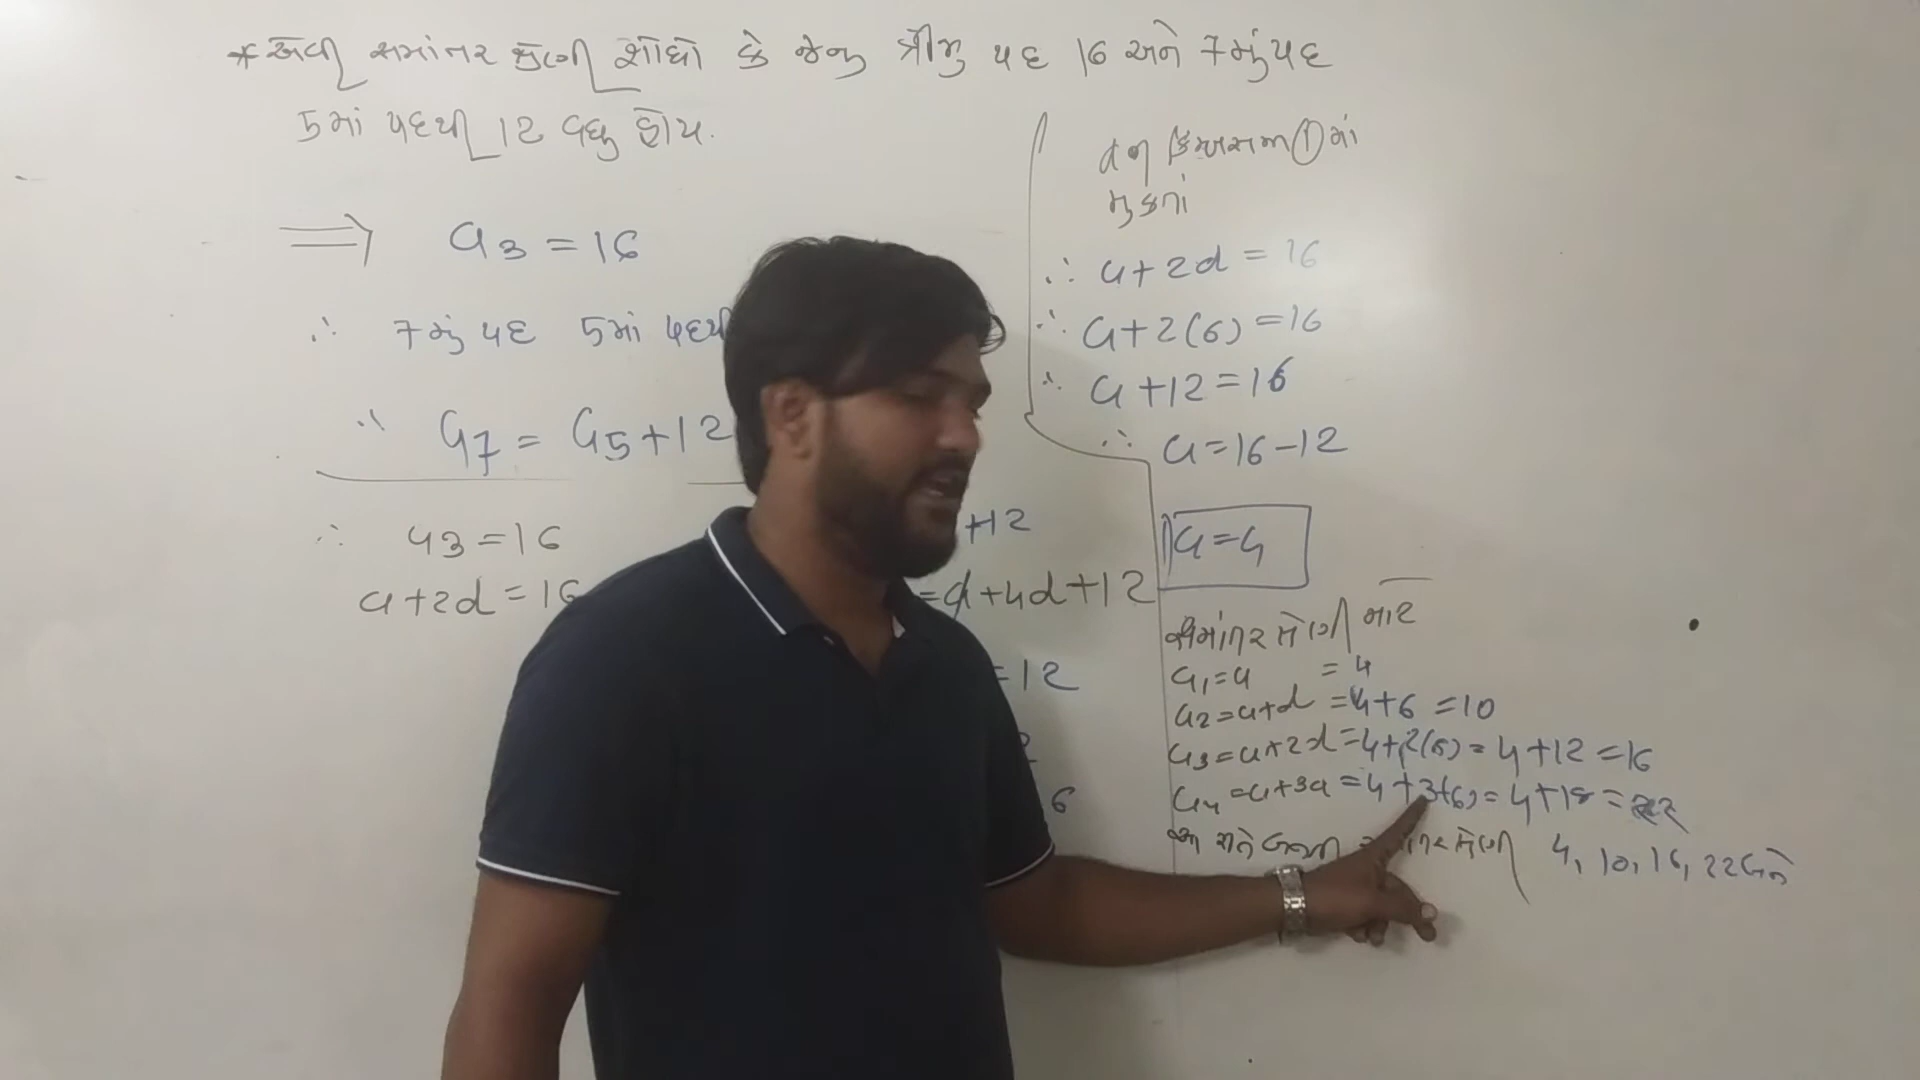 * એવી સમાંતર શ્રેણી શોધો કે જેનુ ત્રીજુ પદ 16 અને 7મું પદ
5માં પદથી 12 વધુ હોય.
⟹ a3 = 16
∴ 7મું પદ 5માં પદથી
∴ a7 = a5 + 12
∴ a3 = 16
a + 2d = 16
+12
= a + 4d + 12
= 12
6
મુકતાં
∴ a + 2d = 16
∴ a + 2(6) = 16
∴ a + 12 = 16
∴ a = 16 - 12
a = 4
સમાંતર શ્રેણી માટે
a1 = a = 4
a2 = a + d = 4 + 6 = 10
a3 = a + 2d = 4 + 2(6) = 4 + 12 = 16
a4 = a + 3d = 4 + 3(6) = 4 + 18 = 22
4, 10, 16, 22 બને